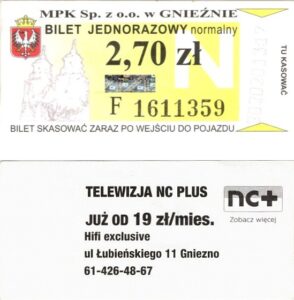 MPK Sp. z o.o. w GNIEŹNIE
BILET JEDNORAZOWY normalny
2,70 zł
N
F 1611359
BILET SKASOWAĆ ZARAZ PO WEJŚCIU DO POJAZDU
TU KASOWAĆ
TELEWIZJA NC PLUS
JUŻ OD 19 zł/mies.
Hifi exclusive
ul Łubieńskiego 11 Gniezno
61-426-48-67
nc+
Zobacz więcej